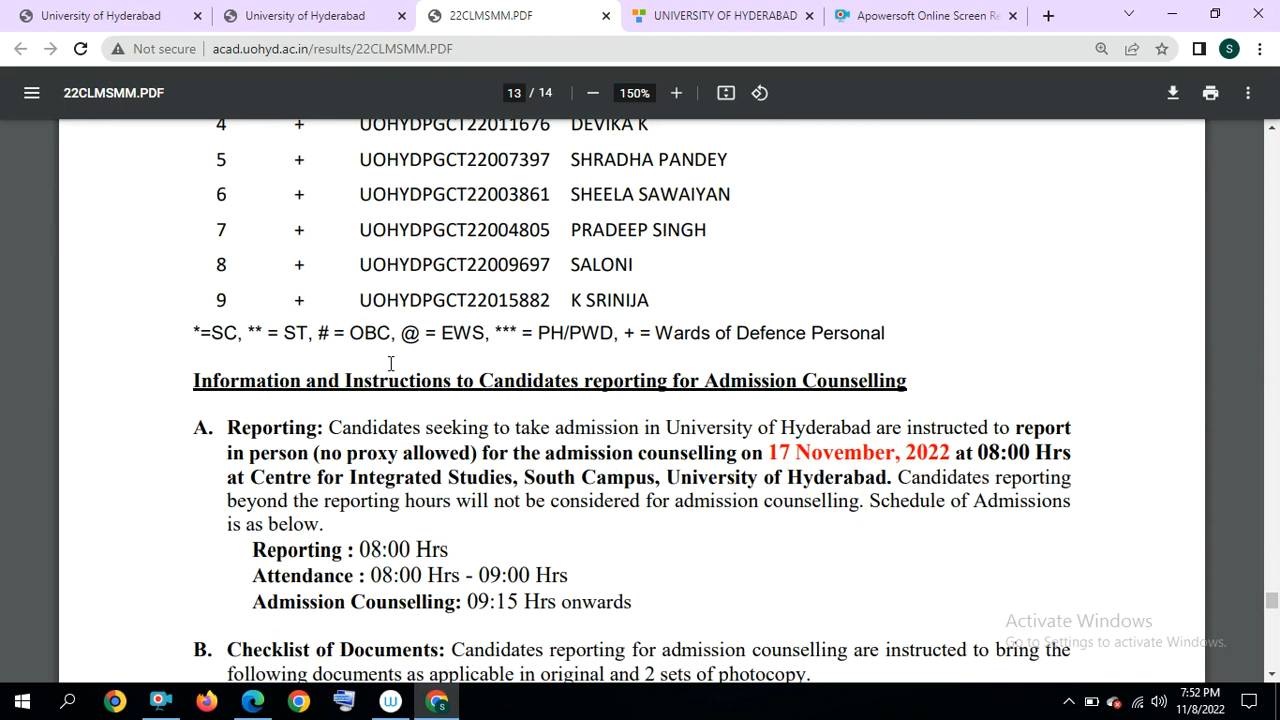 University of Hyderabad
University of Hyderabad
22CLMSMM.PDF
UNIVERSITY OF HYDERABAD
Apowersoft Online Screen Re
Not secure
acad.uohyd.ac.in/results/22CLMSMM.PDF
S
22CLMSMM.PDF
13 / 14
150%
4 + UOHYDPGCT22011676 DEVIKA K
5 + UOHYDPGCT22007397 SHRADHA PANDEY
6 + UOHYDPGCT22003861 SHEELA SAWAIYAN
7 + UOHYDPGCT22004805 PRADEEP SINGH
8 + UOHYDPGCT22009697 SALONI
9 + UOHYDPGCT22015882 K SRINIJA
*=SC, ** = ST, # = OBC, @ = EWS, *** = PH/PWD, + = Wards of Defence Personal
Information and Instructions to Candidates reporting for Admission Counselling
A. Reporting: Candidates seeking to take admission in University of Hyderabad are instructed to report
in person (no proxy allowed) for the admission counselling on 17 November, 2022 at 08:00 Hrs
at Centre for Integrated Studies, South Campus, University of Hyderabad. Candidates reporting
beyond the reporting hours will not be considered for admission counselling. Schedule of Admissions
is as below.
Reporting : 08:00 Hrs
Attendance : 08:00 Hrs - 09:00 Hrs
Admission Counselling: 09:15 Hrs onwards
Activate Windows
Go to Settings to activate Windows.
B. Checklist of Documents: Candidates reporting for admission counselling are instructed to bring the
following documents as applicable in original and 2 sets of photocopy.
7:52 PM
11/8/2022